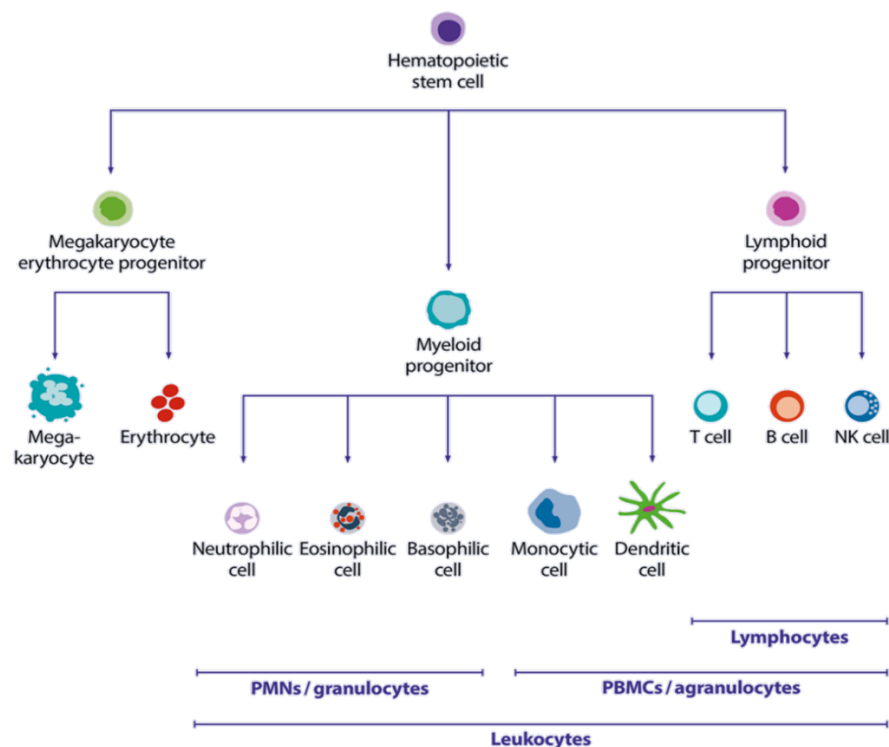 Hematopoietic
stem cell
Megakaryocyte
erythrocyte progenitor
Lymphoid
progenitor
Myeloid
progenitor
Mega-
karyocyte
Erythrocyte
T cell
B cell
NK cell
Neutrophilic
cell
Eosinophilic
cell
Basophilic
cell
Monocytic
cell
Dendritic
cell
Lymphocytes
PMNs / granulocytes
PBMCs / agranulocytes
Leukocytes